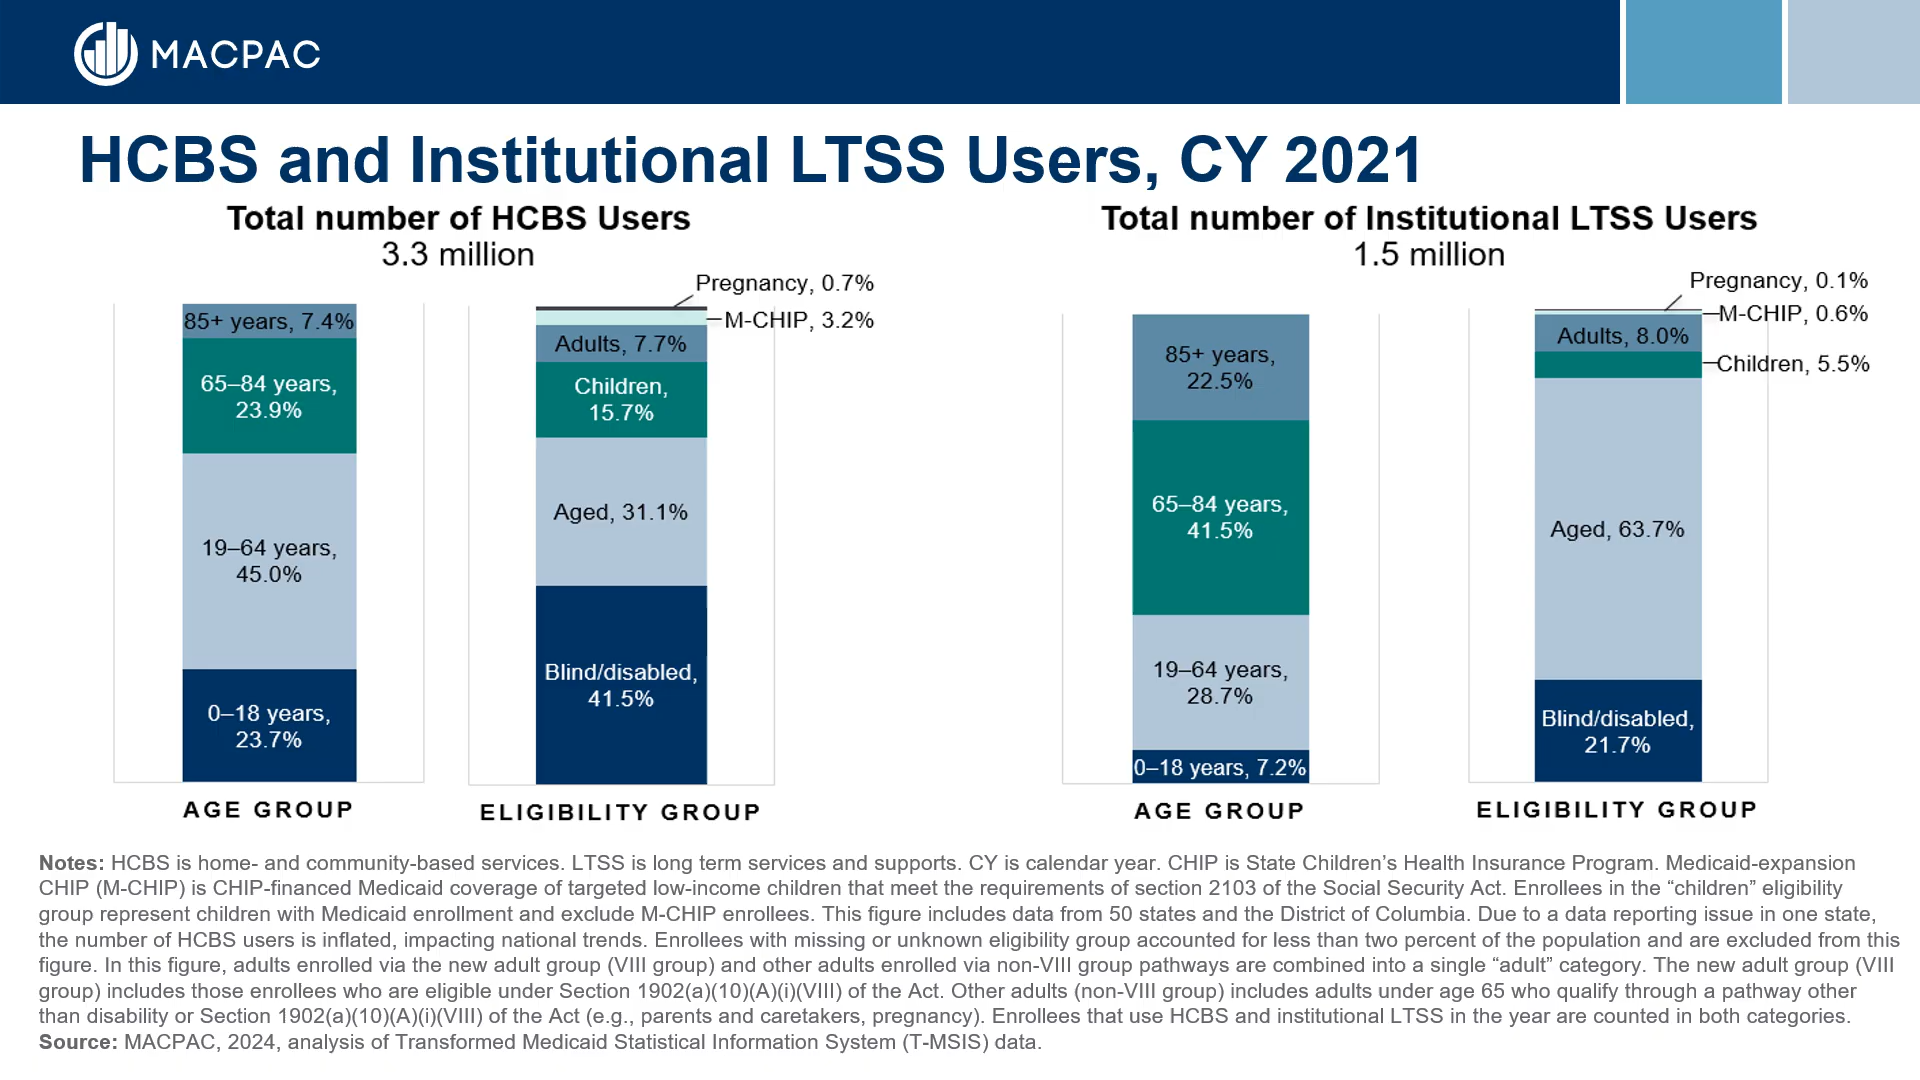 MACPAC
HCBS and Institutional LTSS Users, CY 2021
Total number of HCBS Users
3.3 million
85+ years, 7.4%
65–84 years,
23.9%
19–64 years,
45.0%
0–18 years,
23.7%
AGE GROUP
Pregnancy, 0.7%
M-CHIP, 3.2%
Adults, 7.7%
Children,
15.7%
Aged, 31.1%
Blind/disabled,
41.5%
ELIGIBILITY GROUP
Total number of Institutional LTSS Users
1.5 million
85+ years,
22.5%
65–84 years,
41.5%
19–64 years,
28.7%
0–18 years, 7.2%
AGE GROUP
Pregnancy, 0.1%
M-CHIP, 0.6%
Adults, 8.0%
Children, 5.5%
Aged, 63.7%
Blind/disabled,
21.7%
ELIGIBILITY GROUP
Notes: HCBS is home- and community-based services. LTSS is long term services and supports. CY is calendar year. CHIP is State Children’s Health Insurance Program. Medicaid-expansion
CHIP (M-CHIP) is CHIP-financed Medicaid coverage of targeted low-income children that meet the requirements of section 2103 of the Social Security Act. Enrollees in the “children” eligibility
group represent children with Medicaid enrollment and exclude M-CHIP enrollees. This figure includes data from 50 states and the District of Columbia. Due to a data reporting issue in one state,
the number of HCBS users is inflated, impacting national trends. Enrollees with missing or unknown eligibility group accounted for less than two percent of the population and are excluded from this
figure. In this figure, adults enrolled via the new adult group (VIII group) and other adults enrolled via non-VIII group pathways are combined into a single “adult” category. The new adult group (VIII
group) includes those enrollees who are eligible under Section 1902(a)(10)(A)(i)(VIII) of the Act. Other adults (non-VIII group) includes adults under age 65 who qualify through a pathway other
than disability or Section 1902(a)(10)(A)(i)(VIII) of the Act (e.g., parents and caretakers, pregnancy). Enrollees that use HCBS and institutional LTSS in the year are counted in both categories.
Source: MACPAC, 2024, analysis of Transformed Medicaid Statistical Information System (T-MSIS) data.